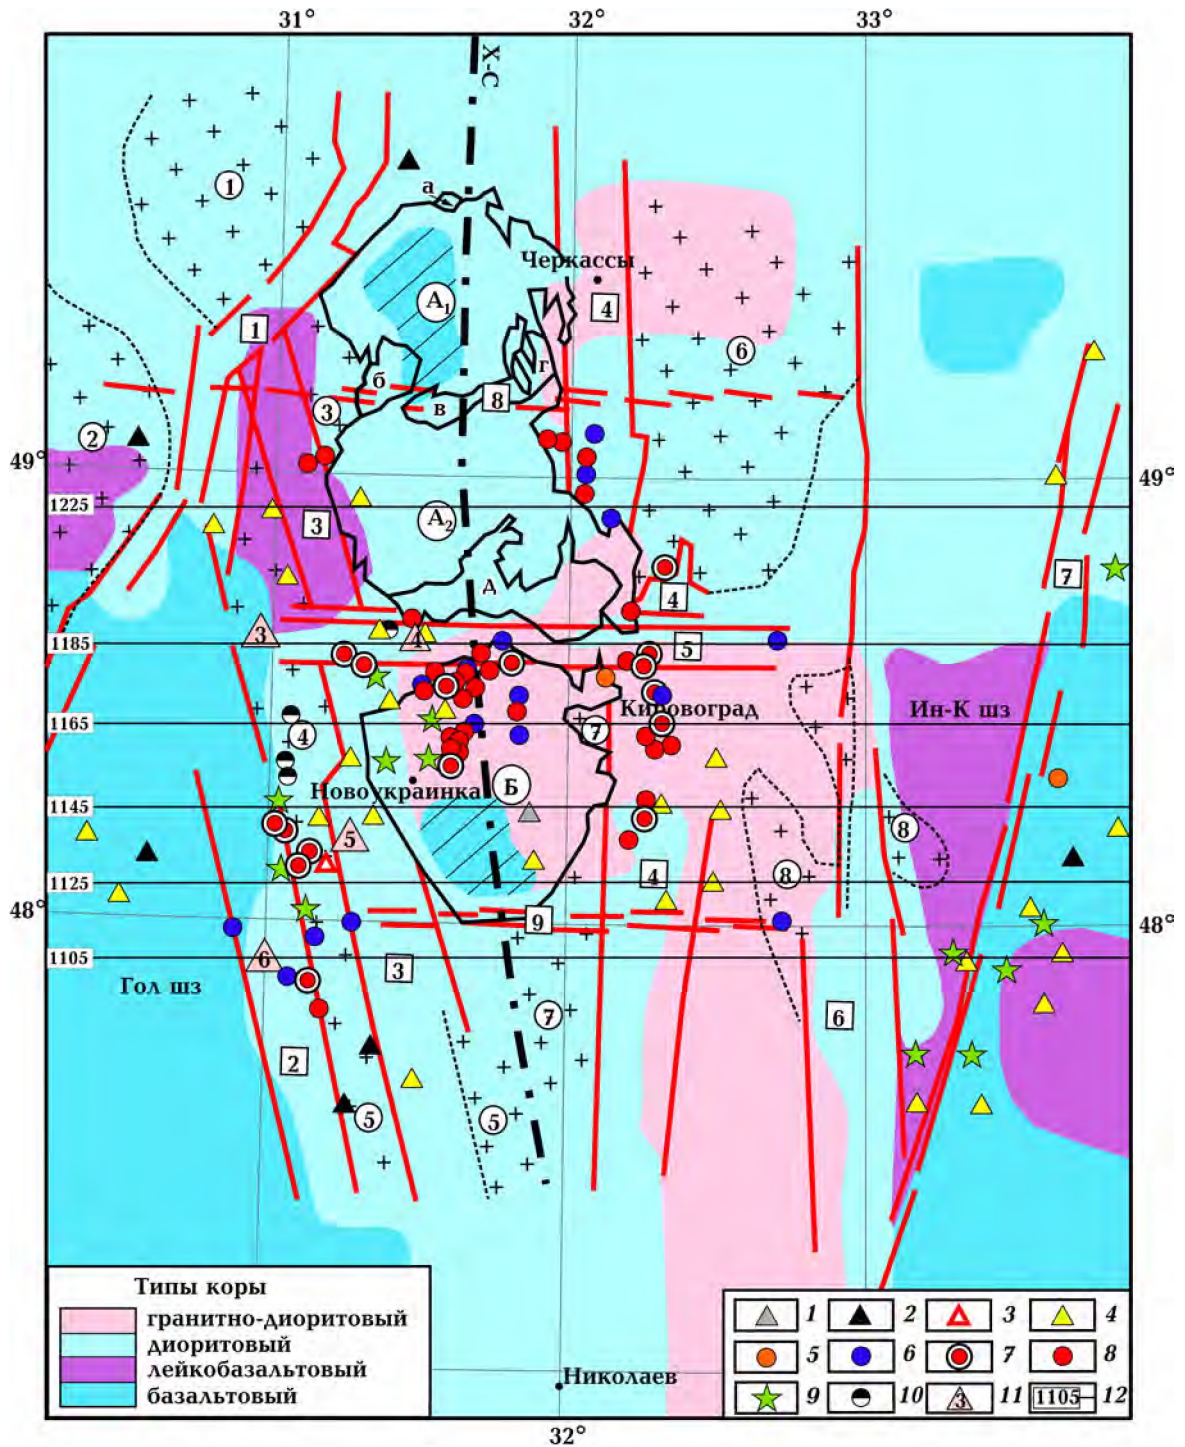 31°
32°
33°
Х-С
1
а
Черкассы
А₁
4
1
6
г
б
8
в
3
2
49°
49°
1225
А₂
3
7
д
4
3
4
1185
5
1165
Кировоград
Ин-К шз
7
4
Новоукраинка
Б
1145
5
8
8
1125
4
48°
48°
9
1105
6
3
Гол шз
7
6
2
5
5
Типы коры
гранитно-диоритовый
диоритовый
лейкобазальтовый
базальтовый
1
2
3
4
5
6
7
8
9
10
3
11
1105
12
Николаев
32°